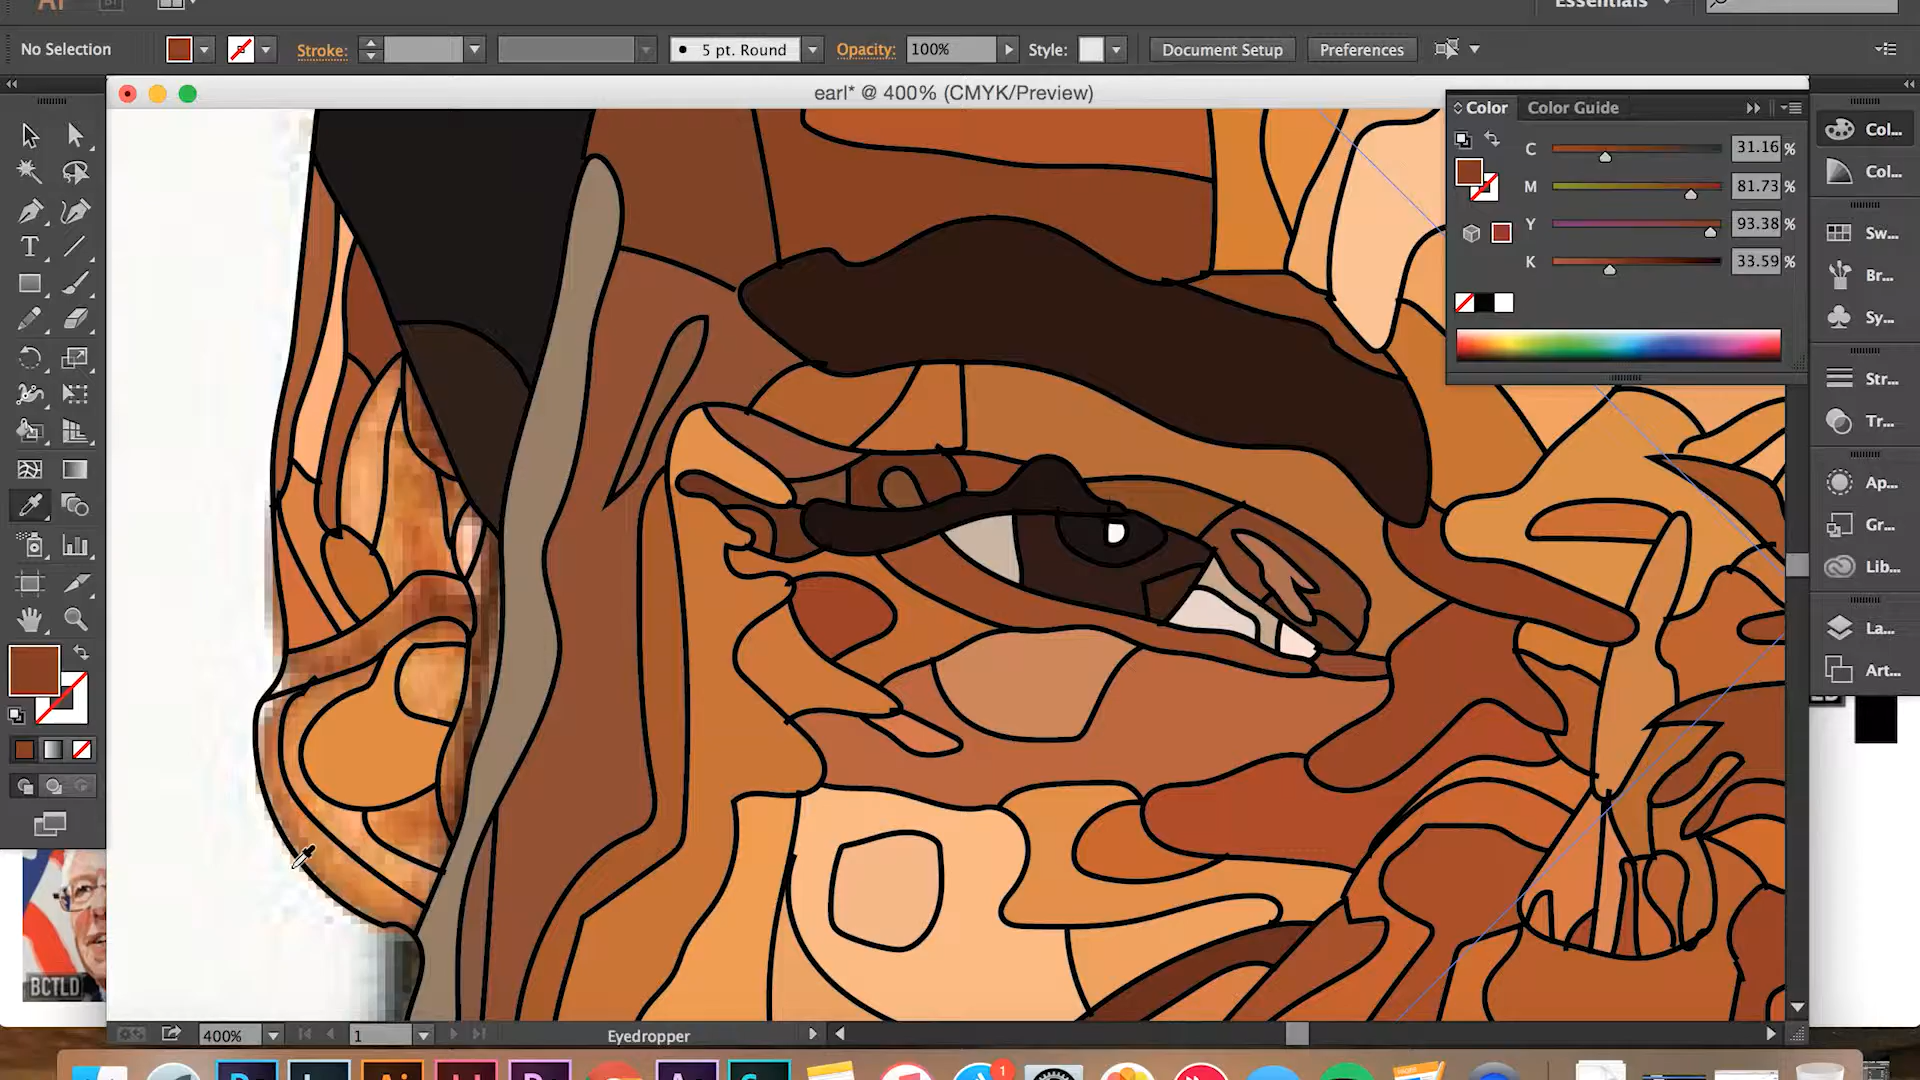 Essentials
No Selection
Stroke:
5 pt. Round
Opacity:
100%
Style:
Document Setup
Preferences
earl* @ 400% (CMYK/Preview)
Color
Color Guide
C
31.16
%
M
81.73
%
Y
93.38
%
K
33.59
%
Col...
Col...
Sw...
Br...
Sy...
Str...
Tr...
Ap...
Gr...
Lib...
La...
Art...
BCTLD
400%
1
Eyedropper
1